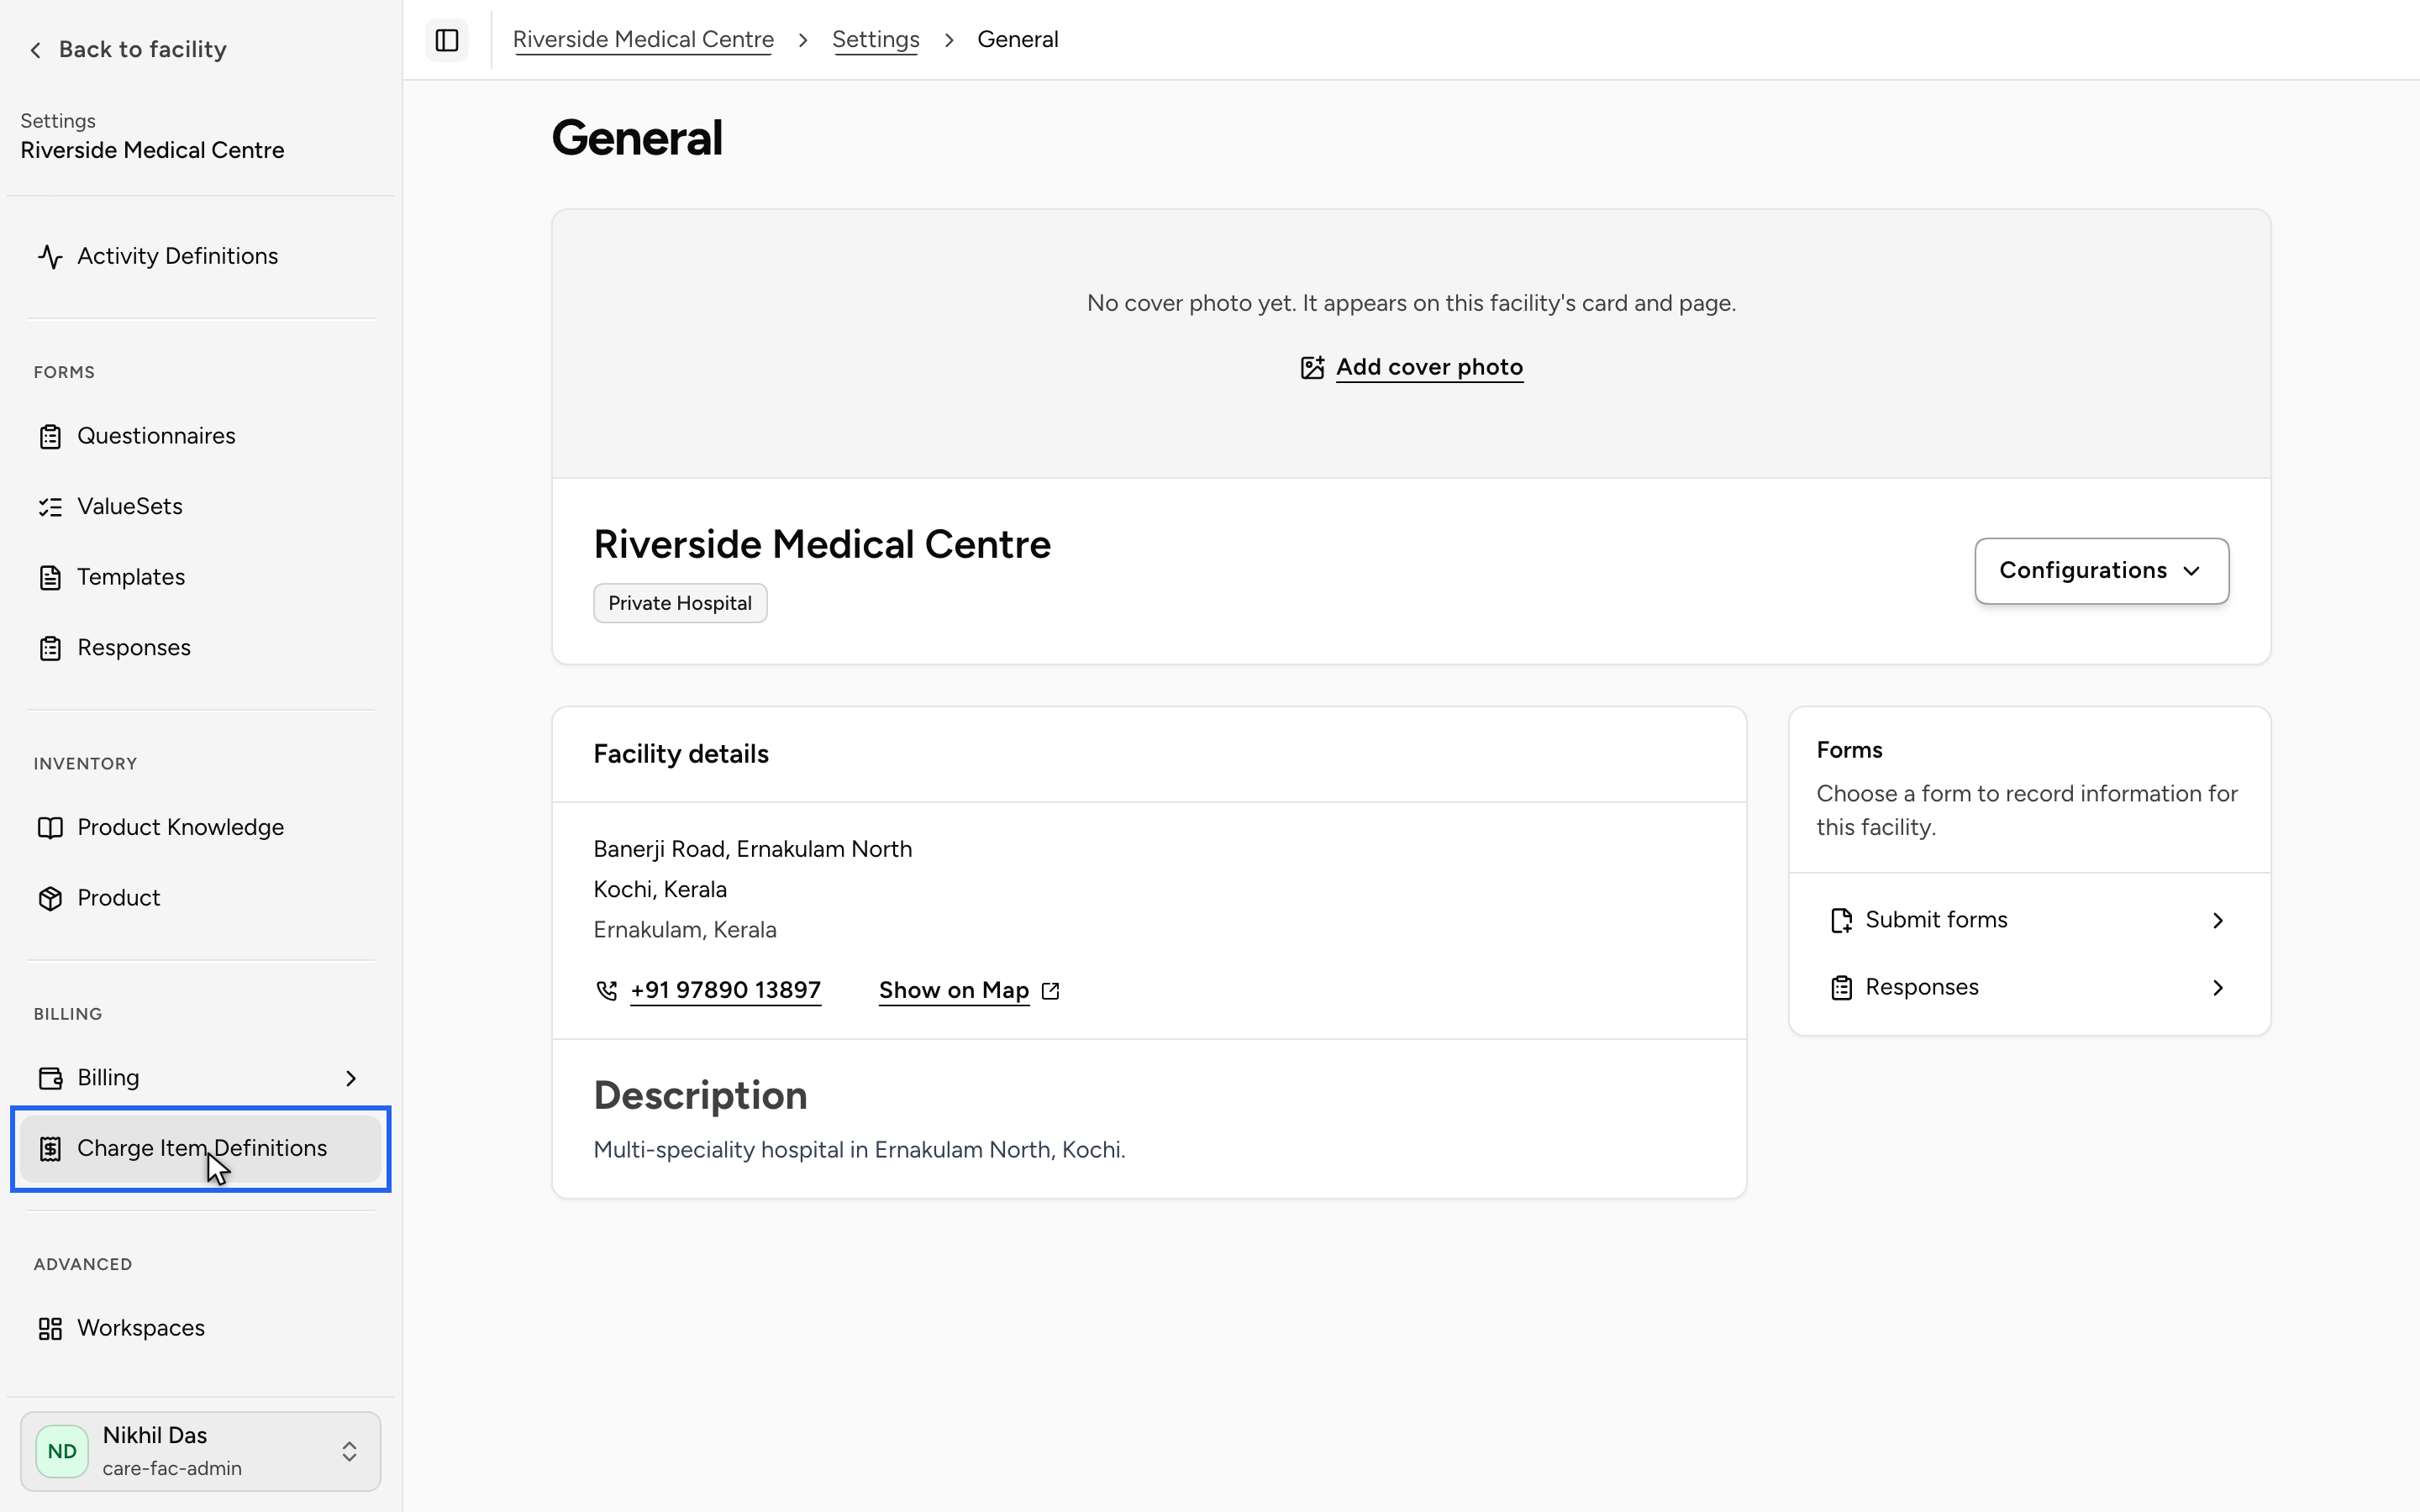 Back to facility
Settings
Riverside Medical Centre
Activity Definitions
FORMS
Questionnaires
ValueSets
Templates
Responses
INVENTORY
Product Knowledge
Product
BILLING
Billing
Charge Item Definitions
ADVANCED
Workspaces
ND
Nikhil Das
care-fac-admin
Riverside Medical Centre
Settings
General
General
No cover photo yet. It appears on this facility's card and page.
Add cover photo
Riverside Medical Centre
Private Hospital
Configurations
Facility details
Banerji Road, Ernakulam North
Kochi, Kerala
Ernakulam, Kerala
+91 97890 13897
Show on Map
Description
Multi-speciality hospital in Ernakulam North, Kochi.
Forms
Choose a form to record information for
this facility.
Submit forms
Responses